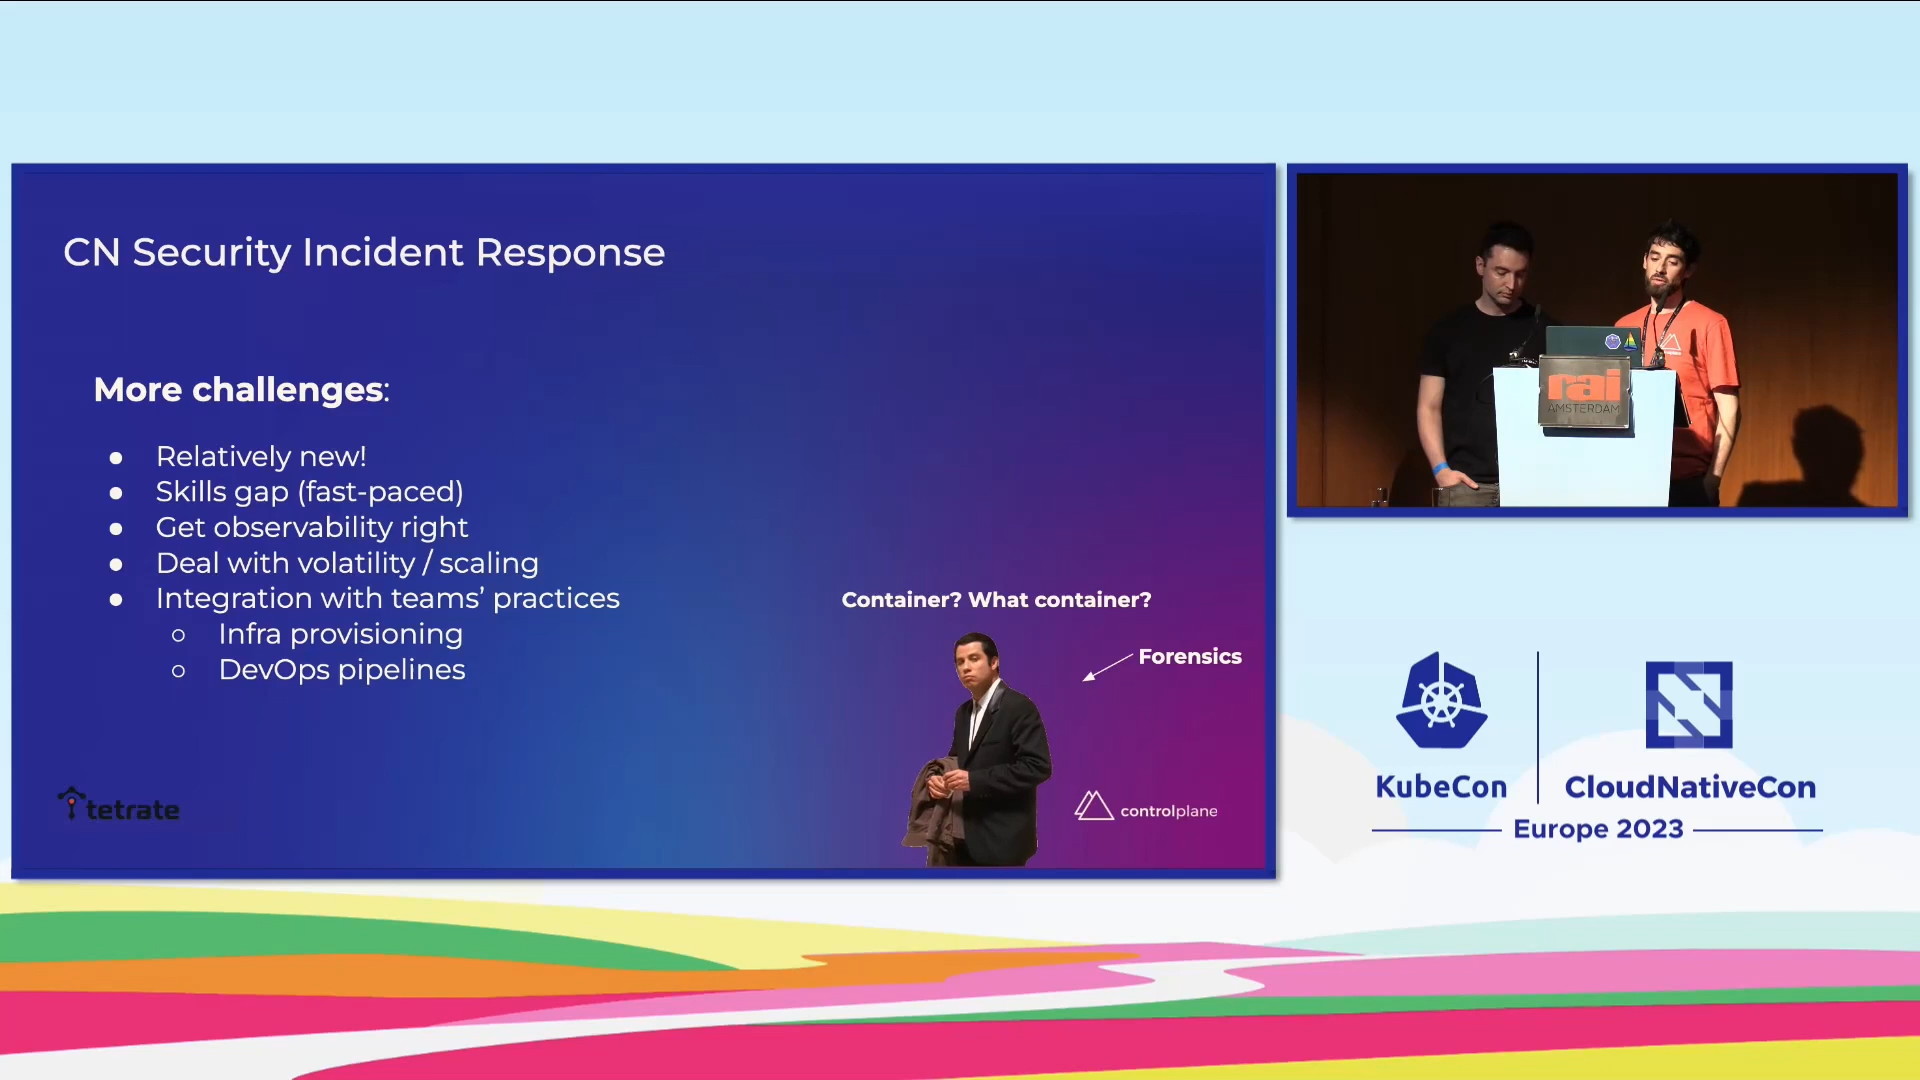 CN Security Incident Response
More challenges:
● Relatively new!
● Skills gap (fast-paced)
● Get observability right
● Deal with volatility / scaling
● Integration with teams’ practices
○ Infra provisioning
○ DevOps pipelines
Container? What container?
Forensics
tetrate
controlplane
rai
AMSTERDAM
KubeCon
CloudNativeCon
Europe 2023